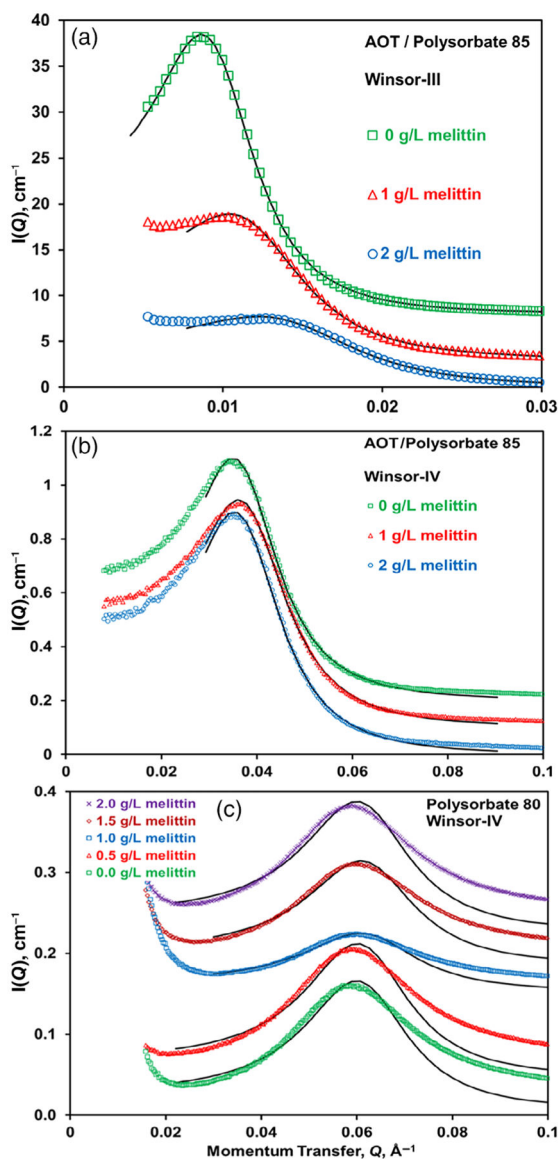 (a)
AOT / Polysorbate 85
Winsor-III
0 g/L melittin
1 g/L melittin
2 g/L melittin
I(Q), cm⁻¹
40
35
30
25
20
15
10
5
0
0
0.01
0.02
0.03
(b)
AOT/Polysorbate 85
Winsor-IV
0 g/L melittin
1 g/L melittin
2 g/L melittin
I(Q), cm⁻¹
1.2
1
0.8
0.6
0.4
0.2
0
0
0.02
0.04
0.06
0.08
0.1
(c)
Polysorbate 80
Winsor-IV
2.0 g/L melittin
1.5 g/L melittin
1.0 g/L melittin
0.5 g/L melittin
0.0 g/L melittin
I(Q), cm⁻¹
0.4
0.3
0.2
0.1
0.0
0
0.02
0.04
0.06
0.08
0.1
Momentum Transfer, Q, Å⁻¹